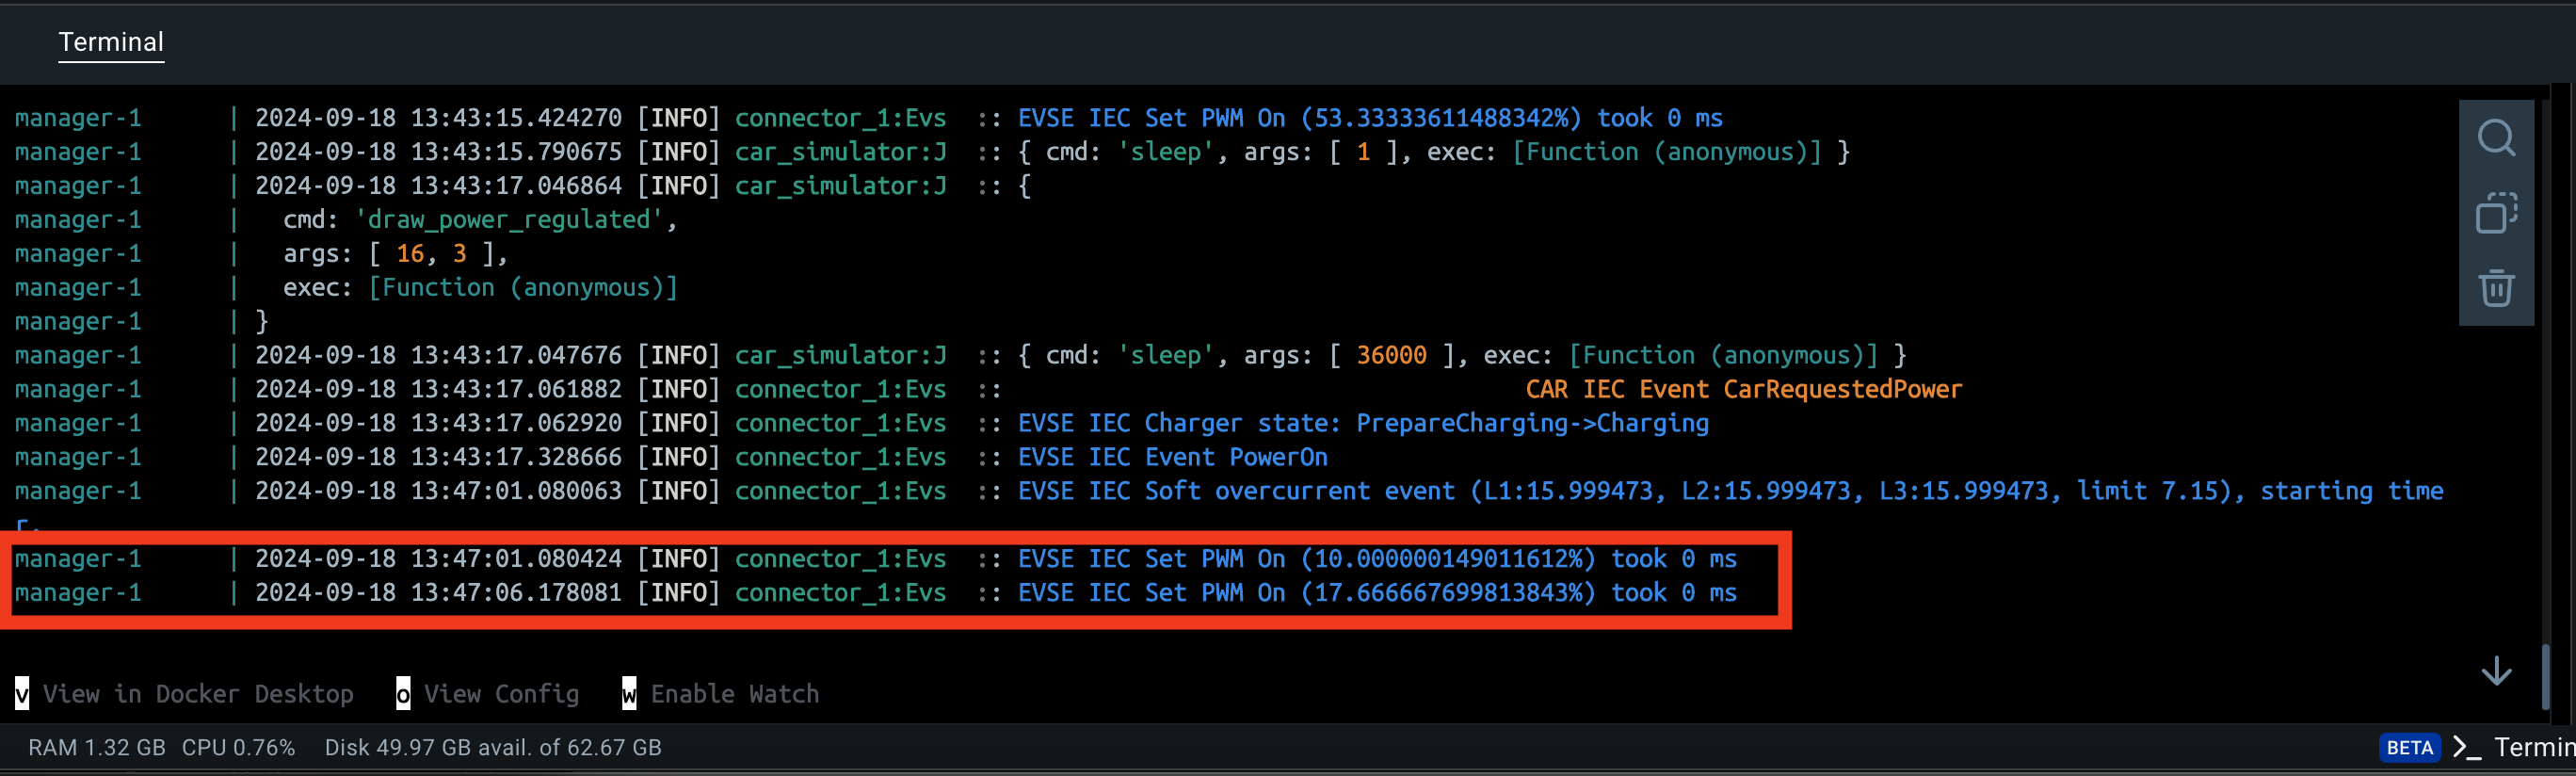 Terminal
manager-1 | 2024-09-18 13:43:15.424270 [INFO] connector_1:Evs :: EVSE IEC Set PWM On (53.33333611488342%) took 0 ms
manager-1 | 2024-09-18 13:43:15.790675 [INFO] car_simulator:J :: { cmd: 'sleep', args: [ 1 ], exec: [Function (anonymous)] }
manager-1 | 2024-09-18 13:43:17.046864 [INFO] car_simulator:J :: {
manager-1 | cmd: 'draw_power_regulated',
manager-1 | args: [ 16, 3 ],
manager-1 | exec: [Function (anonymous)]
manager-1 | }
manager-1 | 2024-09-18 13:43:17.047676 [INFO] car_simulator:J :: { cmd: 'sleep', args: [ 36000 ], exec: [Function (anonymous)] }
manager-1 | 2024-09-18 13:43:17.061882 [INFO] connector_1:Evs :: CAR IEC Event CarRequestedPower
manager-1 | 2024-09-18 13:43:17.062920 [INFO] connector_1:Evs :: EVSE IEC Charger state: PrepareCharging->Charging
manager-1 | 2024-09-18 13:43:17.328666 [INFO] connector_1:Evs :: EVSE IEC Event PowerOn
manager-1 | 2024-09-18 13:47:01.080063 [INFO] connector_1:Evs :: EVSE IEC Soft overcurrent event (L1:15.999473, L2:15.999473, L3:15.999473, limit 7.15), starting time
manager-1 | 2024-09-18 13:47:01.080424 [INFO] connector_1:Evs :: EVSE IEC Set PWM On (10.000000149011612%) took 0 ms
manager-1 | 2024-09-18 13:47:06.178081 [INFO] connector_1:Evs :: EVSE IEC Set PWM On (17.666667699813843%) took 0 ms
v View in Docker Desktop o View Config w Enable Watch
RAM 1.32 GB CPU 0.76% Disk 49.97 GB avail. of 62.67 GB BETA >_ Termin